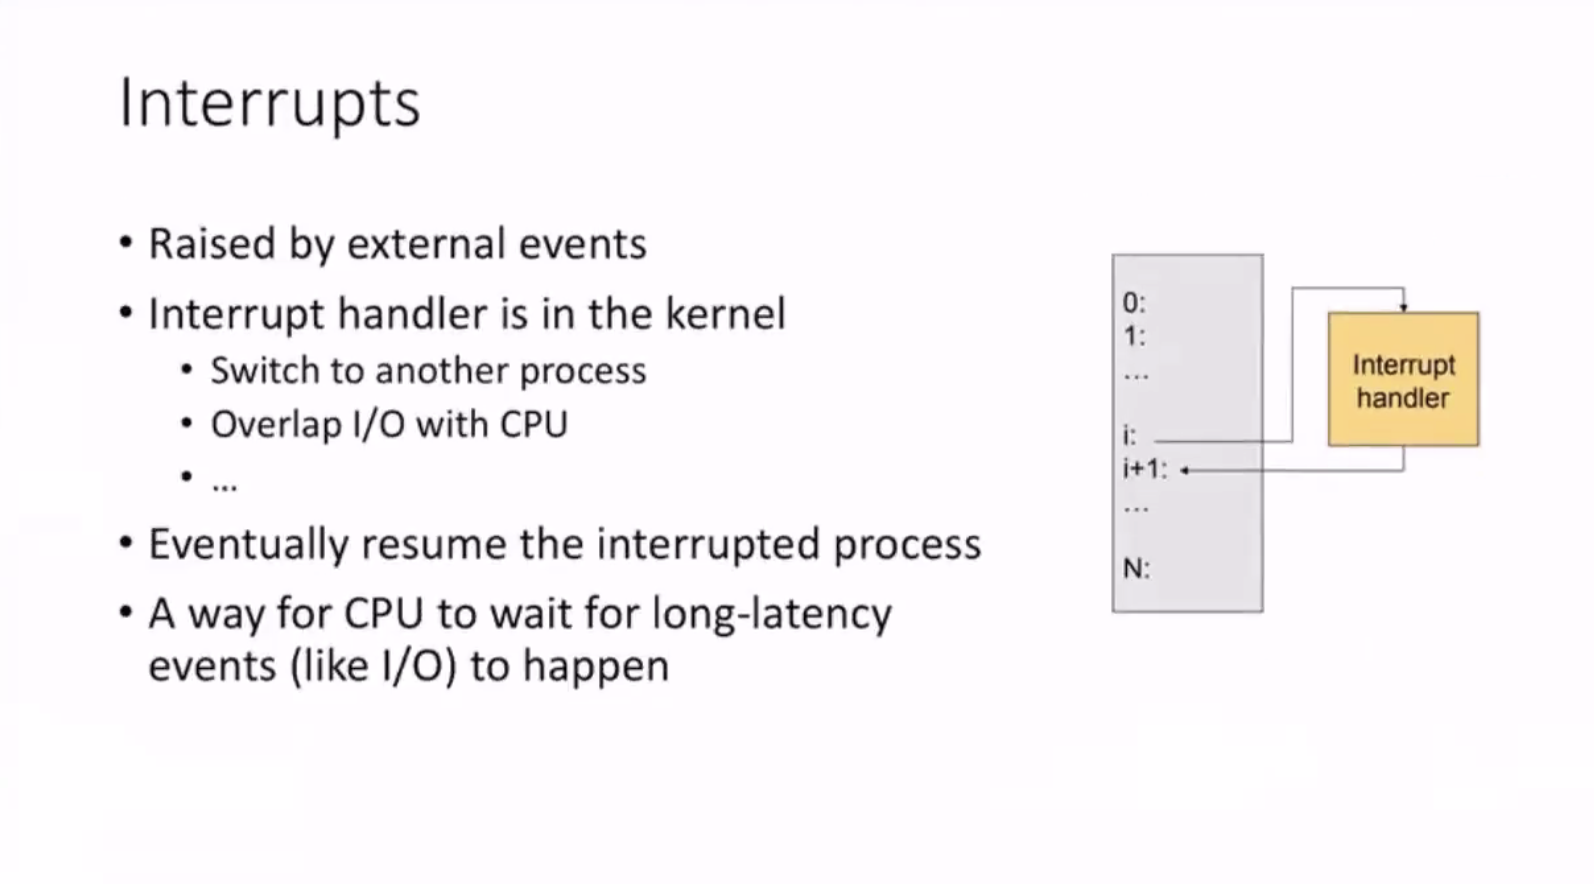 Interrupts
• Raised by external events
• Interrupt handler is in the kernel
• Switch to another process
• Overlap I/O with CPU
• ...
• Eventually resume the interrupted process
• A way for CPU to wait for long-latency
events (like I/O) to happen
0:
1:
...
i:
i+1:
...
N:
Interrupt
handler